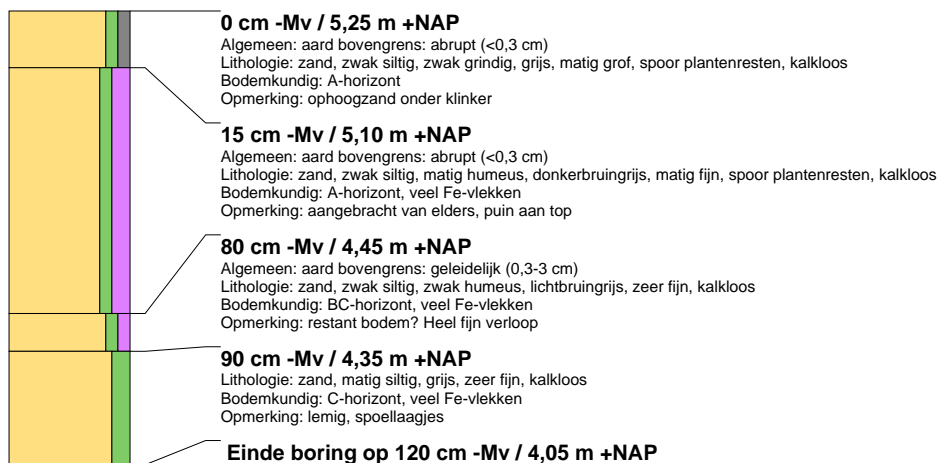 0 cm -Mv / 5,25 m +NAP
Algemeen: aard bovengrens: abrupt (<0,3 cm)
Lithologie: zand, zwak siltig, zwak grindig, grijs, matig grof, spoor plantenresten, kalkloos
Bodemkundig: A-horizont
Opmerking: ophoogzand onder klinker
15 cm -Mv / 5,10 m +NAP
Algemeen: aard bovengrens: abrupt (<0,3 cm)
Lithologie: zand, zwak siltig, matig humeus, donkerbruingrijs, matig fijn, spoor plantenresten, kalkloos
Bodemkundig: A-horizont, veel Fe-vlekken
Opmerking: aangebracht van elders, puin aan top
80 cm -Mv / 4,45 m +NAP
Algemeen: aard bovengrens: geleidelijk (0,3-3 cm)
Lithologie: zand, zwak siltig, zwak humeus, lichtbruingrijs, zeer fijn, kalkloos
Bodemkundig: BC-horizont, veel Fe-vlekken
Opmerking: restant bodem? Heel fijn verloop
90 cm -Mv / 4,35 m +NAP
Lithologie: zand, matig siltig, grijs, zeer fijn, kalkloos
Bodemkundig: C-horizont, veel Fe-vlekken
Opmerking: lemig, spoellaagjes
Einde boring op 120 cm -Mv / 4,05 m +NAP